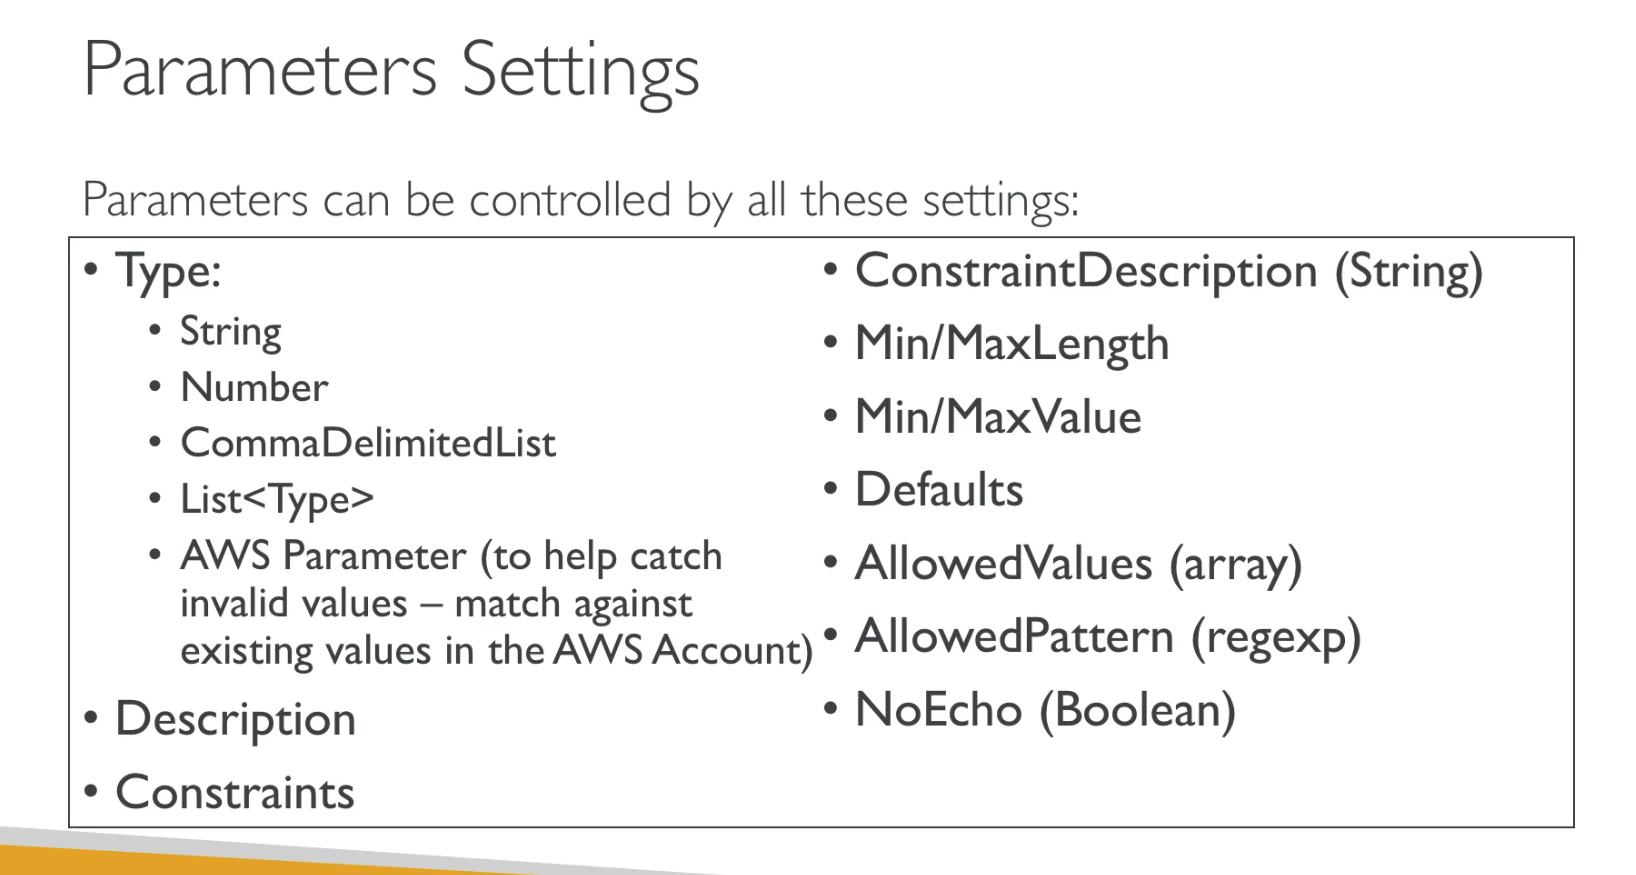 Parameters Settings
Parameters can be controlled by all these settings:
• Type:
• String
• Number
• CommaDelimitedList
• List<Type>
• AWS Parameter (to help catch
invalid values – match against
existing values in the AWS Account)
• Description
• Constraints
• ConstraintDescription (String)
• Min/MaxLength
• Min/MaxValue
• Defaults
• AllowedValues (array)
• AllowedPattern (regexp)
• NoEcho (Boolean)